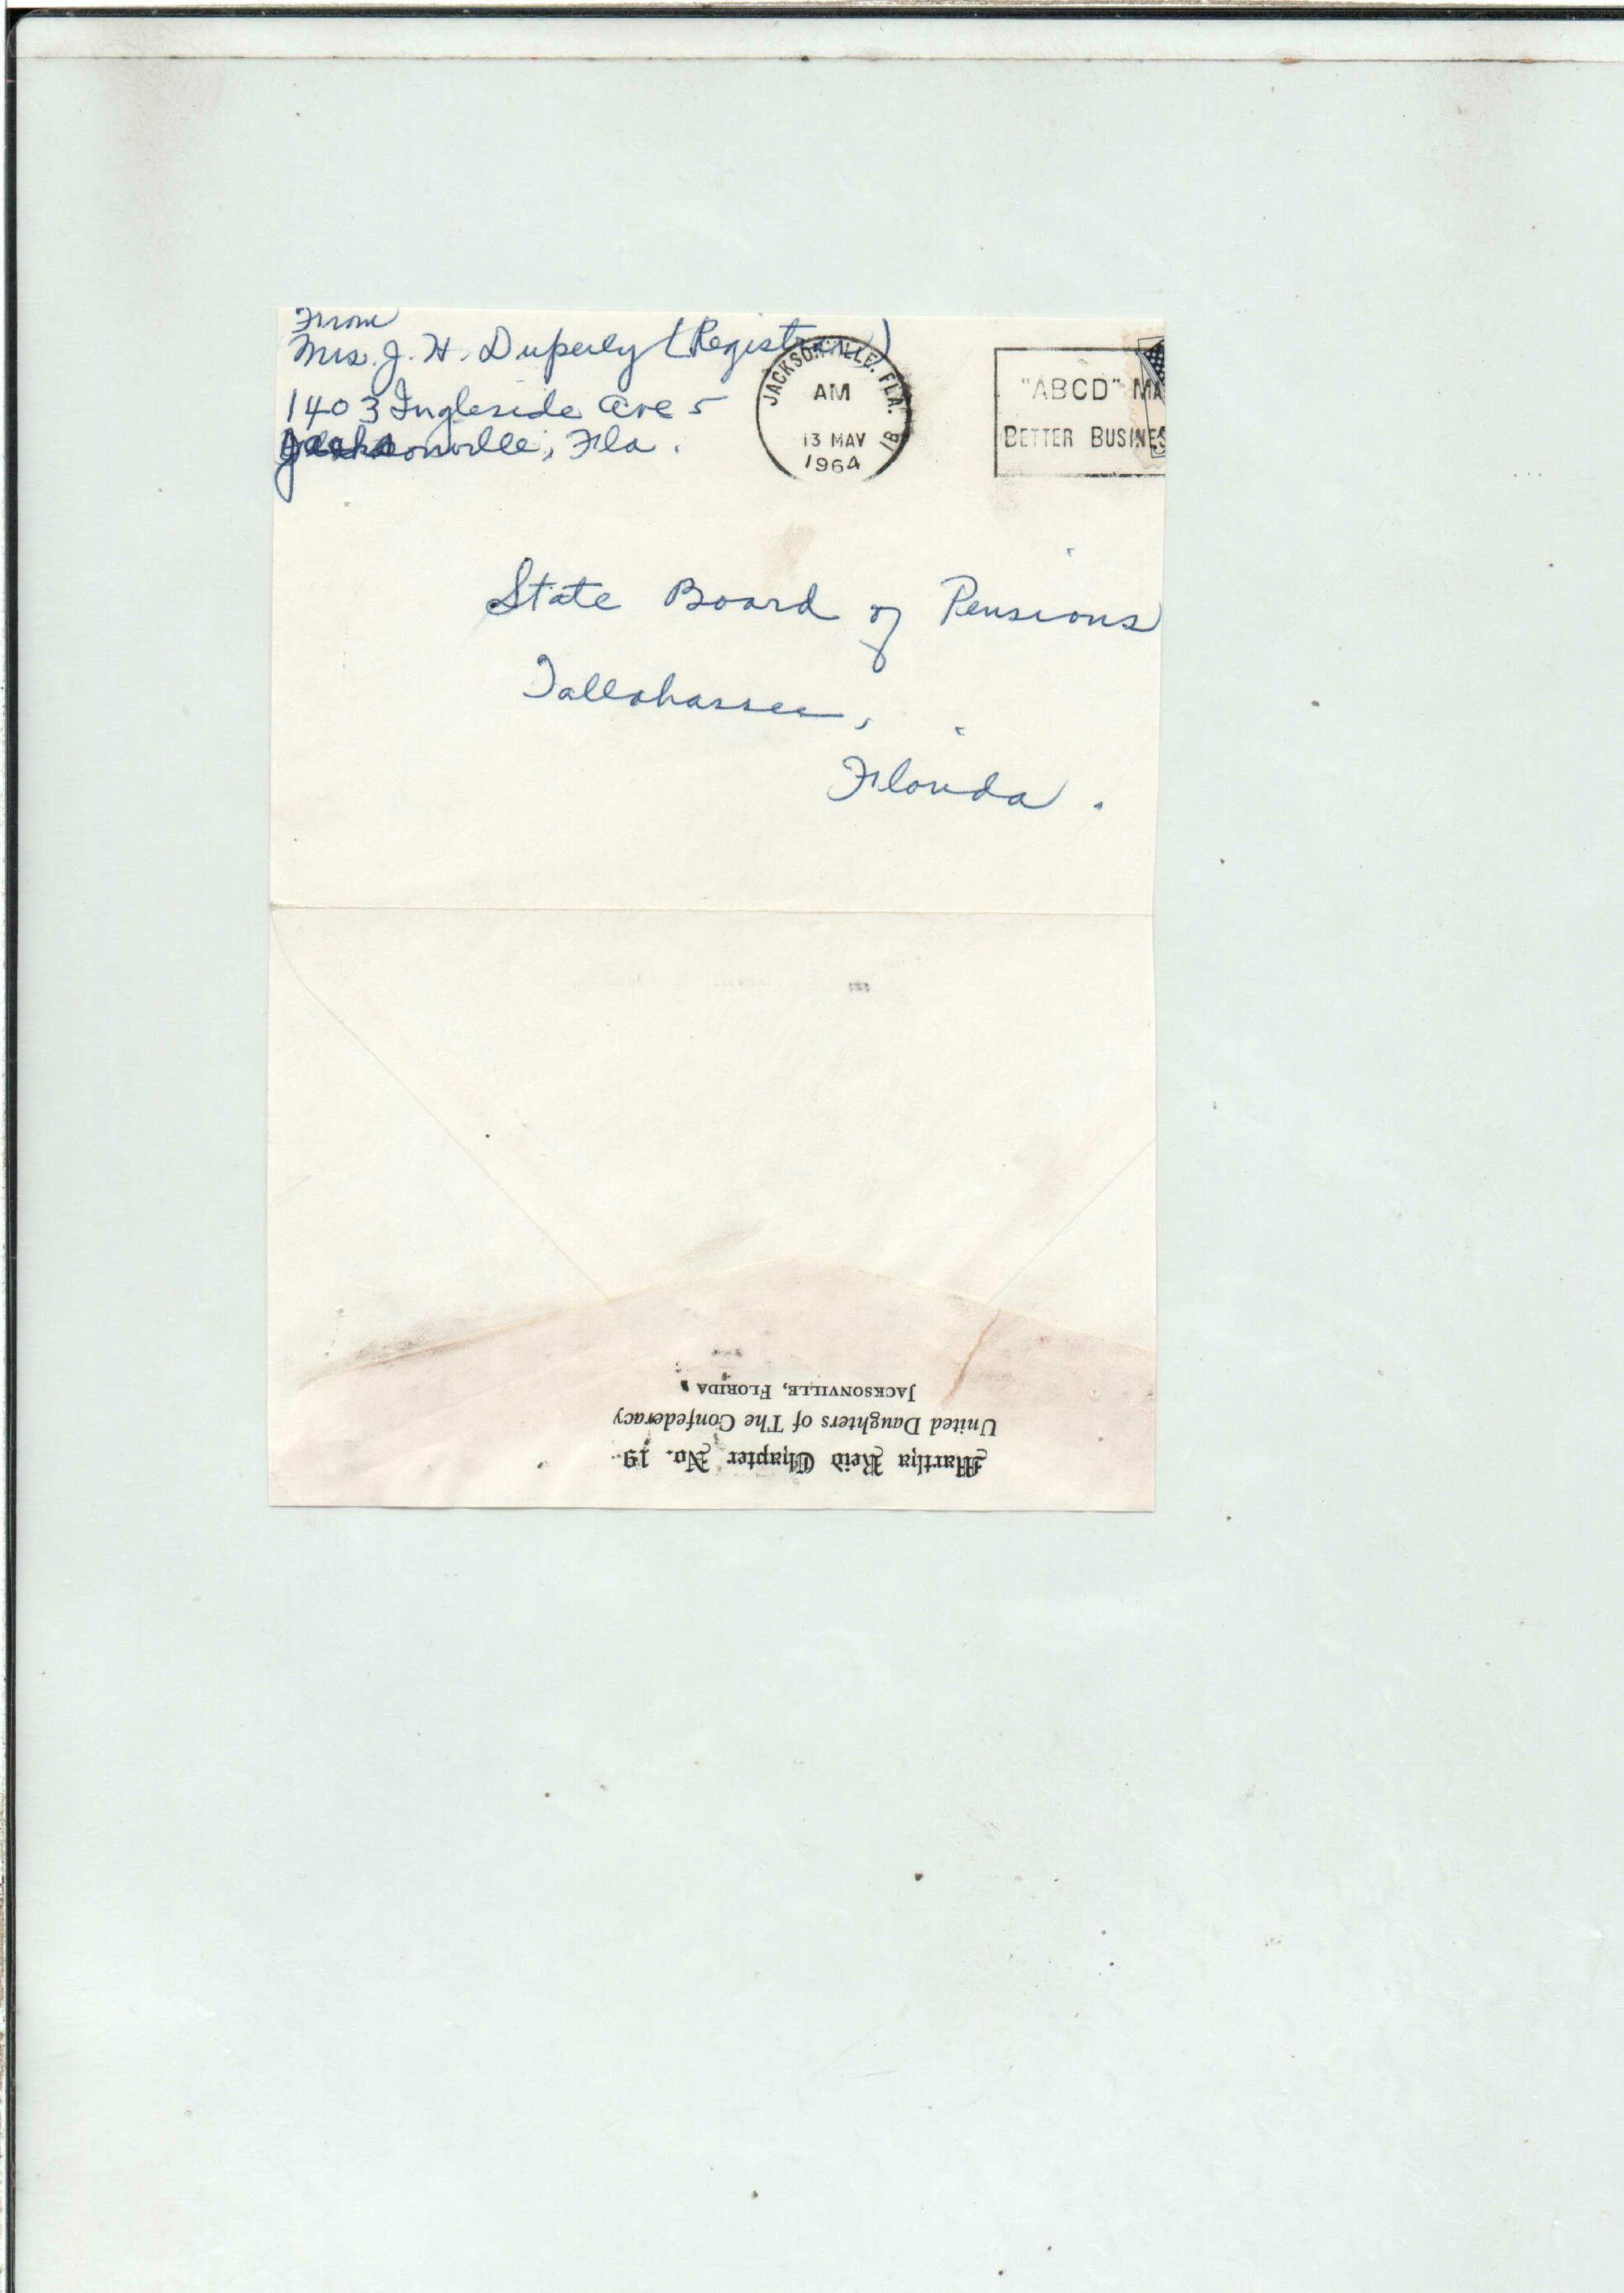 From
Mrs. J. H. Duperly (Registrar)
1403 Ingleside Ave 5
Jacksonville, Fla.
JACKSONVILLE, FLA.
AM
13 MAY
1964
"ABCD" MA
BETTER BUSINES
State Board of Pensions
Tallahassee,
Florida.
Martha Reid Chapter No. 19
United Daughters of The Confederacy
JACKSONVILLE, FLORIDA